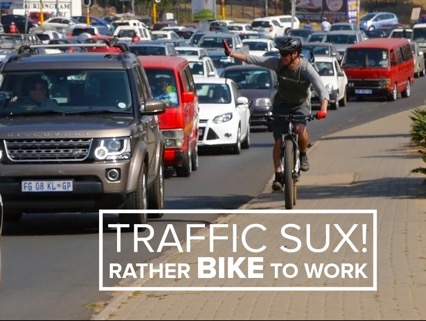 FG 08 KL GP
TRAFFIC SUX!
RATHER BIKE TO WORK